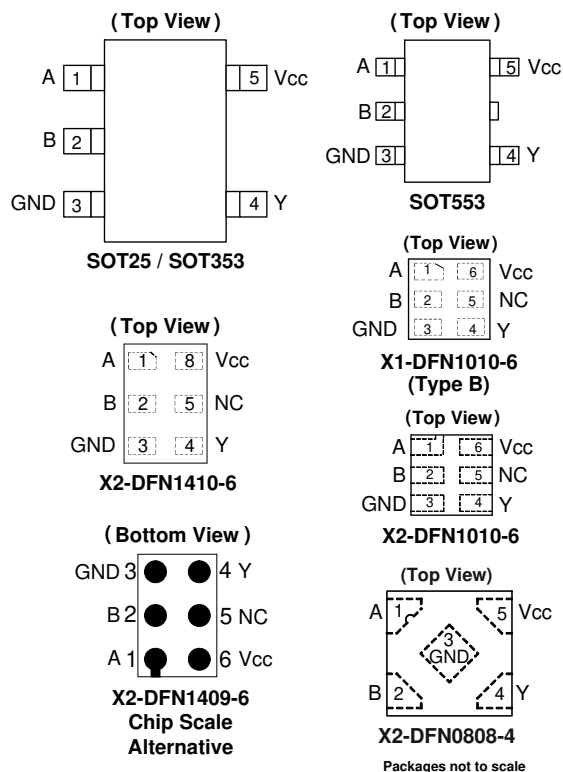 (Top View)
A 1 5 Vcc
B 2
GND 3 4 Y
SOT25 / SOT353
(Top View)
A 1 5 Vcc
B 2
GND 3 4 Y
SOT553
(Top View)
A 1 6 Vcc
B 2 5 NC
GND 3 4 Y
X1-DFN1010-6
(Type B)
(Top View)
A 1 8 Vcc
B 2 5 NC
GND 3 4 Y
X2-DFN1410-6
(Top View)
A 1 6 Vcc
B 2 5 NC
GND 3 4 Y
X2-DFN1010-6
(Bottom View)
GND 3 4 Y
B 2 5 NC
A 1 6 Vcc
X2-DFN1409-6
Chip Scale
Alternative
(Top View)
A 1 5 Vcc
3
GND
B 2 4 Y
X2-DFN0808-4
Packages not to scale